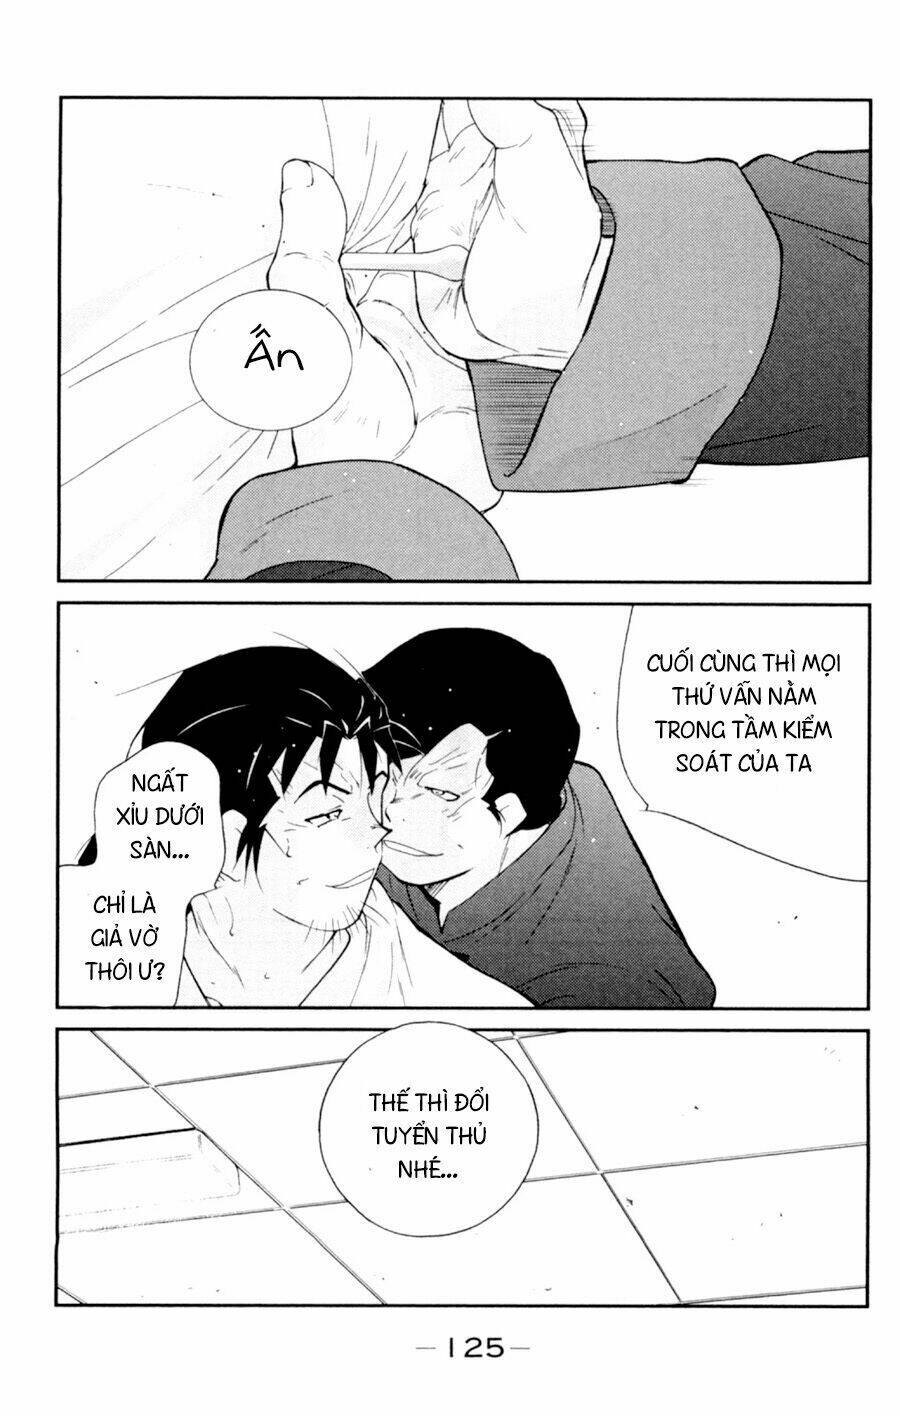 Ấn
CUỐI CÙNG THÌ MỌI
THỨ VẪN NẰM
TRONG TẦM KIỂM
SOÁT CỦA TA
NGẤT
XỈU DƯỚI
SÀN...
CHỈ LÀ
GIẢ VỜ
THÔI Ư?
THẾ THÌ ĐỔI
TUYỂN THỦ
NHÉ...
—125—